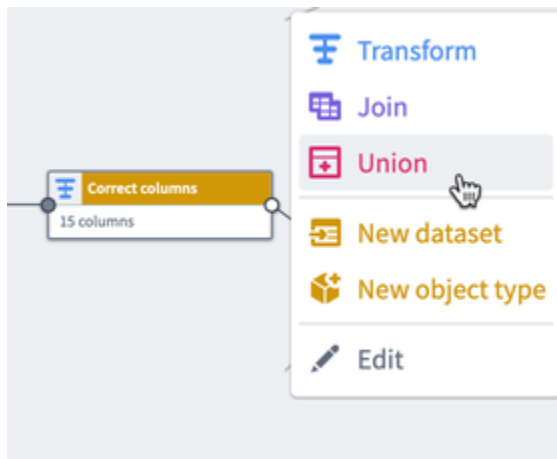 Transform
Join
Union
Correct columns
15 columns
New dataset
New object type
Edit